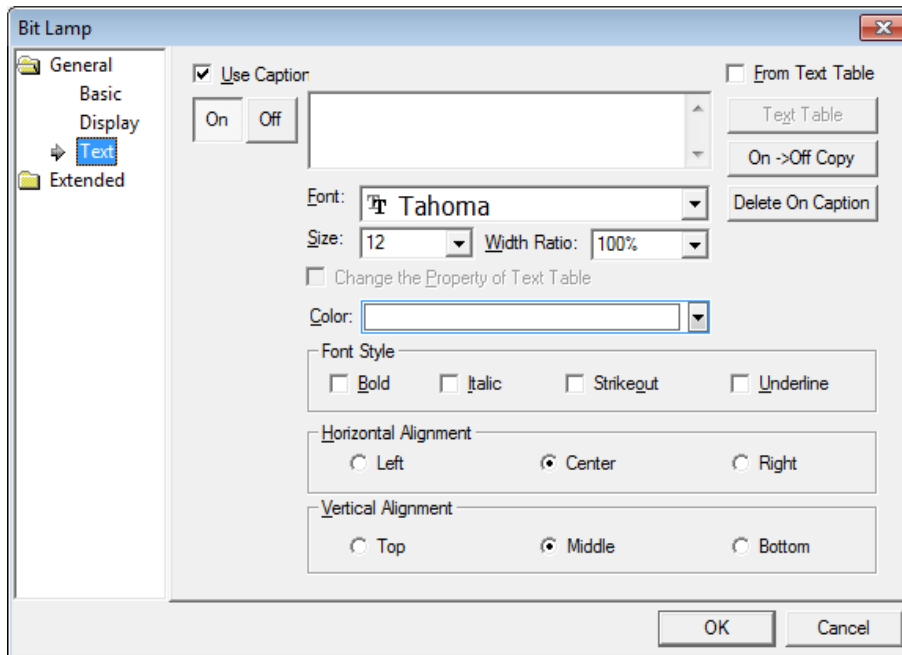 Bit Lamp
General
Basic
Display
Text
Extended
Use Caption
From Text Table
On Off
Text Table
On ->Off Copy
Delete On Caption
Font: Tahoma
Size: 12 Width Ratio: 100%
Change the Property of Text Table
Color:
Font Style
Bold Italic Strikeout Underline
Horizontal Alignment
Left Center Right
Vertical Alignment
Top Middle Bottom
OK Cancel